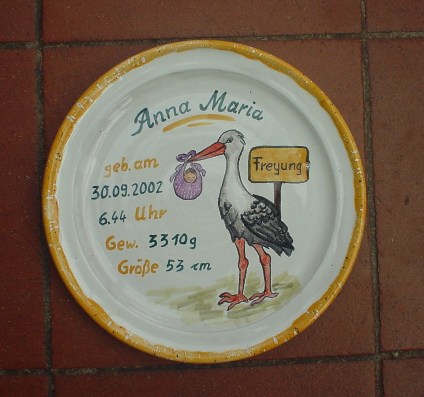 Anna Maria
geb. am
30.09.2002
6.44 Uhr
Gew. 3310g
Größe 53 cm
Freyung